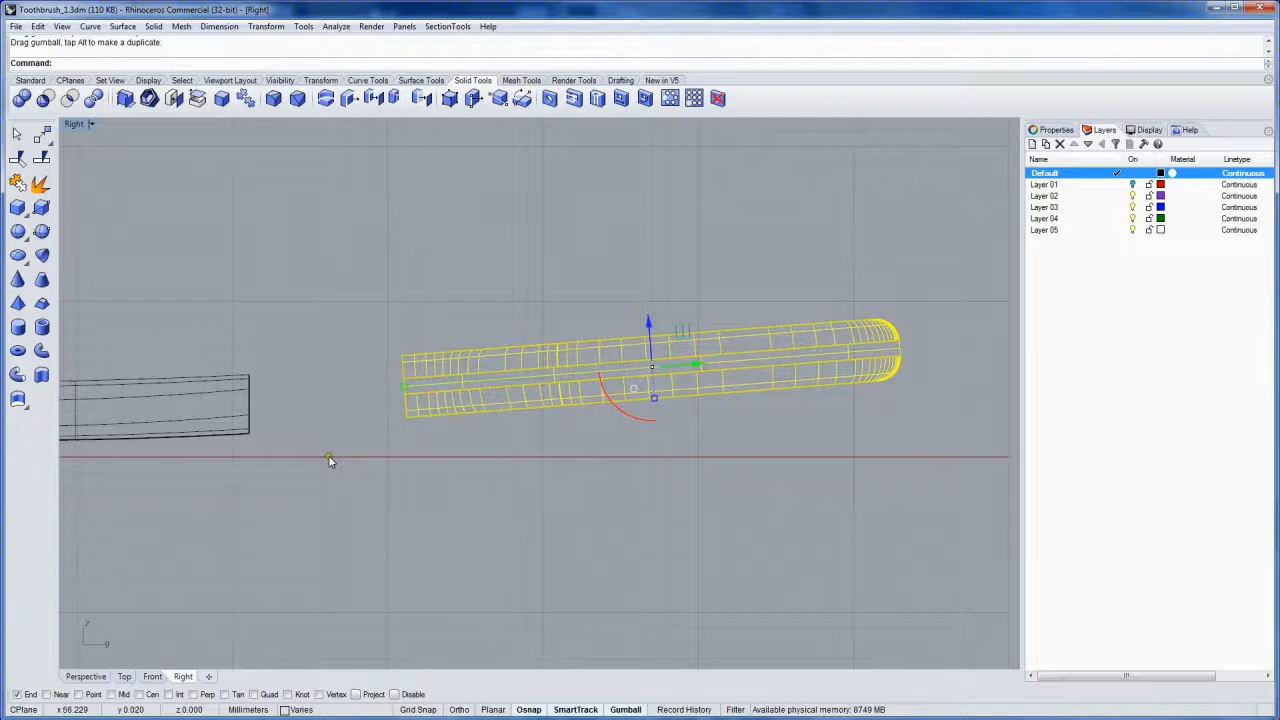 Toothbrush_1.3dm (110 KB) - Rhinoceros Commercial (32-bit) - [Right]
File Edit View Curve Surface Solid Mesh Dimension Transform Tools Analyze Render Panels SectionTools Help
Drag gumball, tap Alt to make a duplicate:
Command:
Standard CPlanes Set View Display Select Viewport Layout Visibility Transform Curve Tools Surface Tools Solid Tools Mesh Tools Render Tools Drafting New in V5
Right
Properties Layers Display Help
Name On Material Linetype
Default Continuous
Layer 01 Continuous
Layer 02 Continuous
Layer 03 Continuous
Layer 04 Continuous
Layer 05 Continuous
z
y
Perspective Top Front Right
End Near Point Mid Cen Int Perp Tan Quad Knot Vertex Project Disable
CPlane x 56.229 y 0.020 z 0.000 Millimeters Varies Grid Snap Ortho Planar Osnap SmartTrack Gumball Record History Filter Available physical memory: 8749 MB